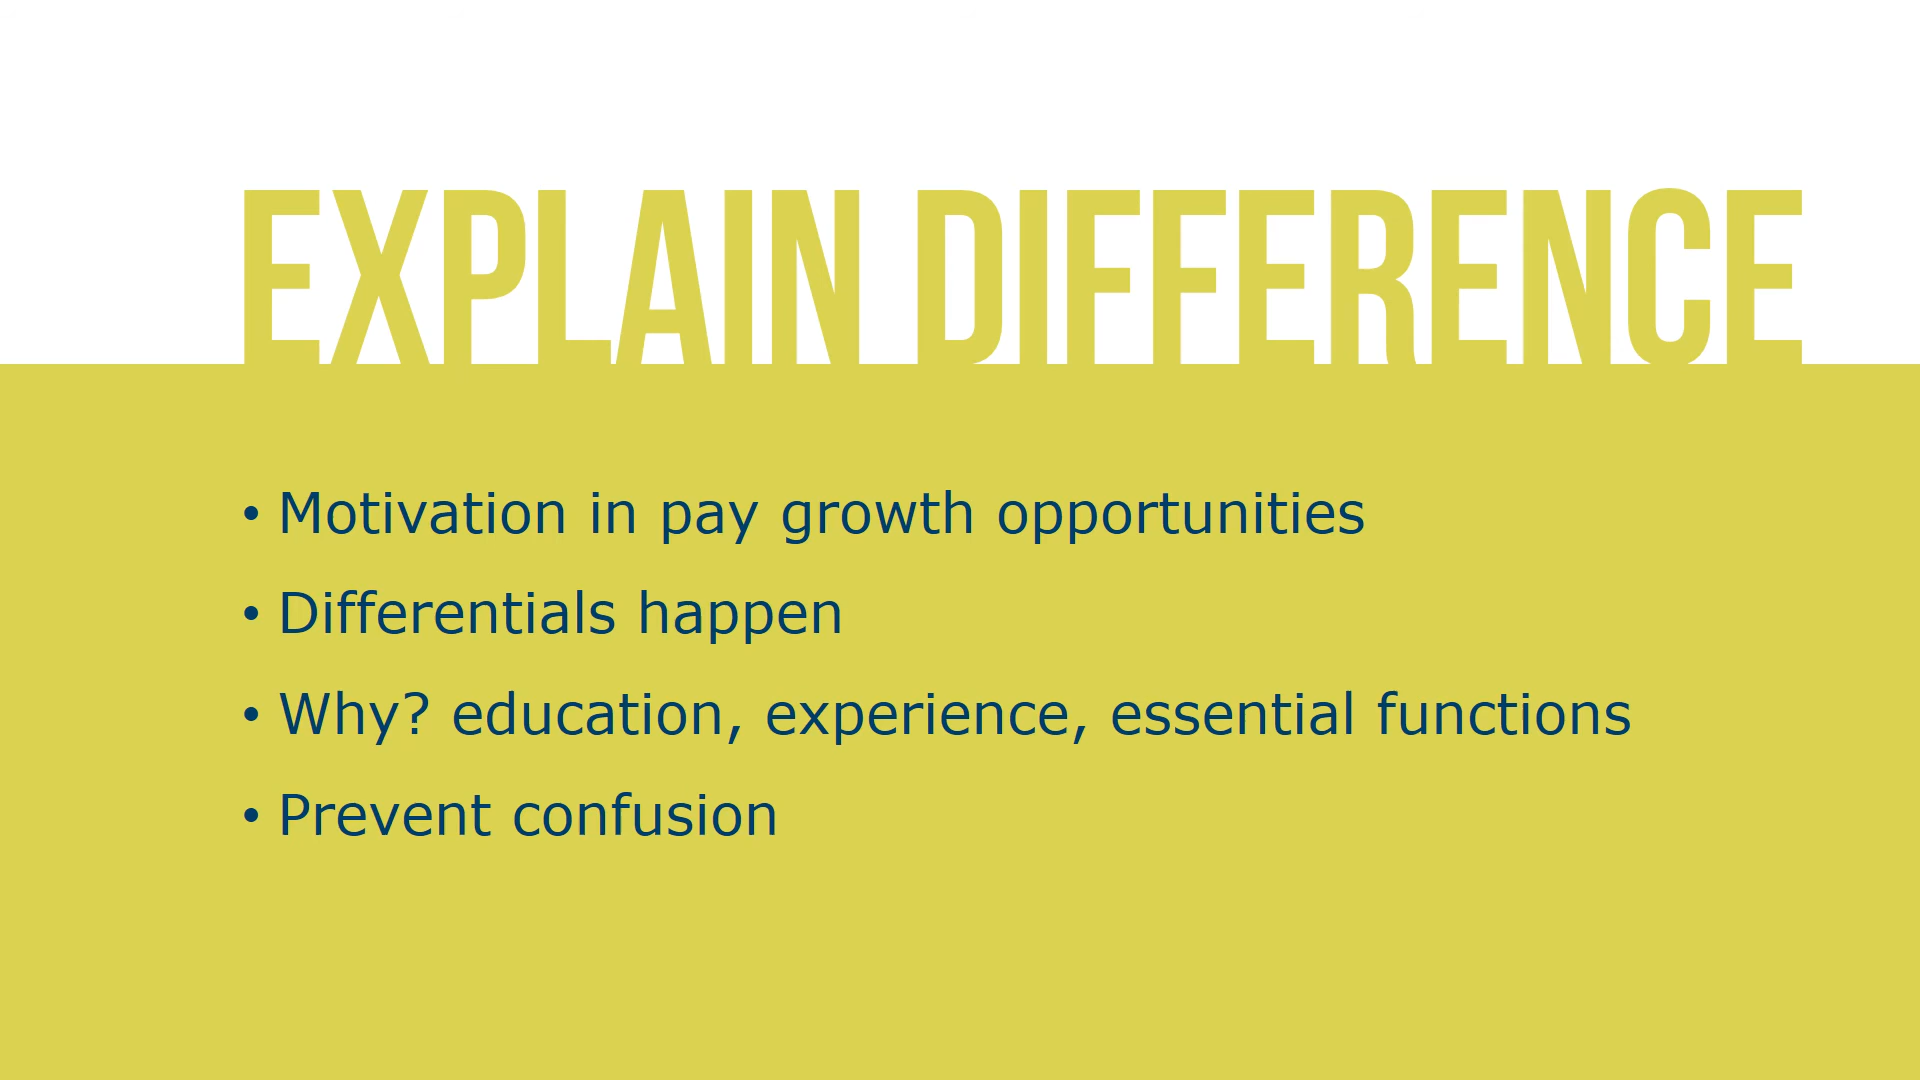 EXPLAIN DIFFERENCE
• Motivation in pay growth opportunities
• Differentials happen
• Why? education, experience, essential functions
• Prevent confusion